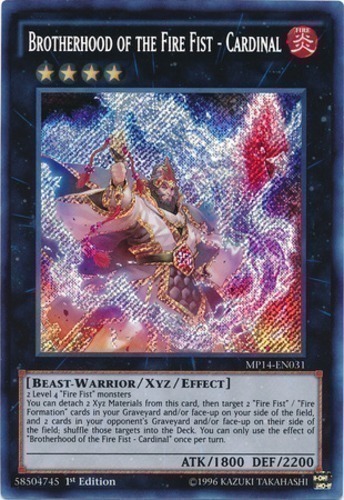 BROTHERHOOD OF THE FIRE FIST - CARDINAL
FIRE
炎
MP14-EN031
[BEAST-WARRIOR/XYZ/EFFECT]
2 Level 4 "Fire Fist" monsters
You can detach 2 Xyz Materials from this card, then target 2 "Fire Fist" / "Fire
Formation" cards in your Graveyard and/or face-up on your side of the field,
and 2 cards in your opponent's Graveyard and/or face-up on their side of the
field; shuffle those targets into the Deck. You can only use the effect of
"Brotherhood of the Fire Fist - Cardinal" once per turn.
ATK/1800 DEF/2200
58504745 1st Edition ©1996 KAZUKI TAKAHASHI